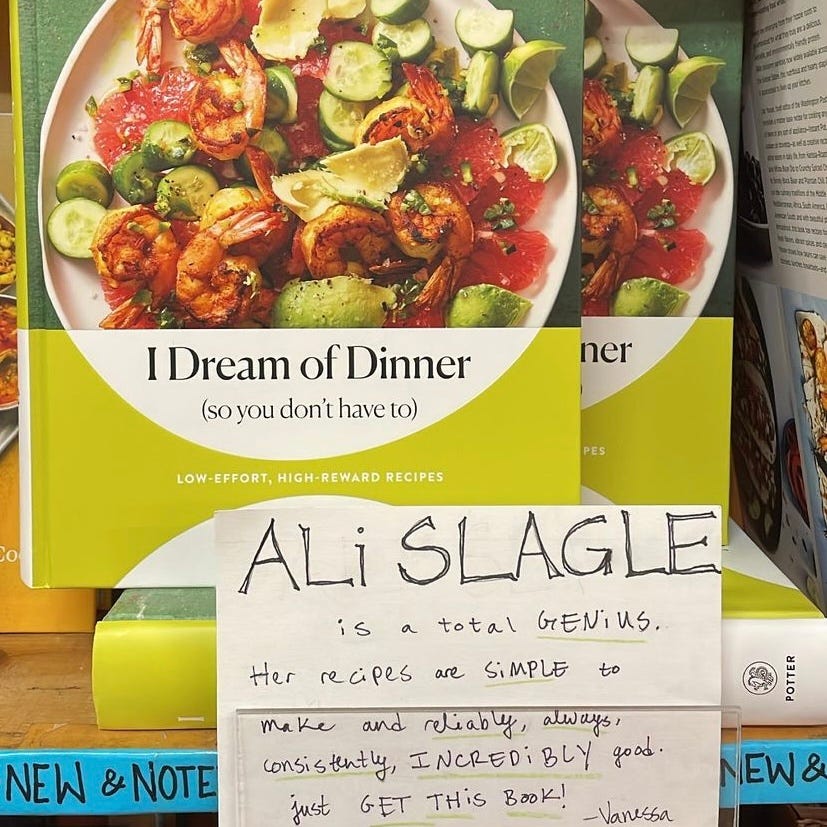 I Dream of Dinner
(so you don't have to)
LOW-EFFORT, HIGH-REWARD RECIPES
ner
)
PES
Co
ALi SLAGLE
is a total GENiUS.
Her recipes are SiMPLE to
make and reliably, always,
consistently, INCREDiBLY good.
just GET THiS BOOK!
-Vanessa
POTTER
NEW & NOTE
NEW &